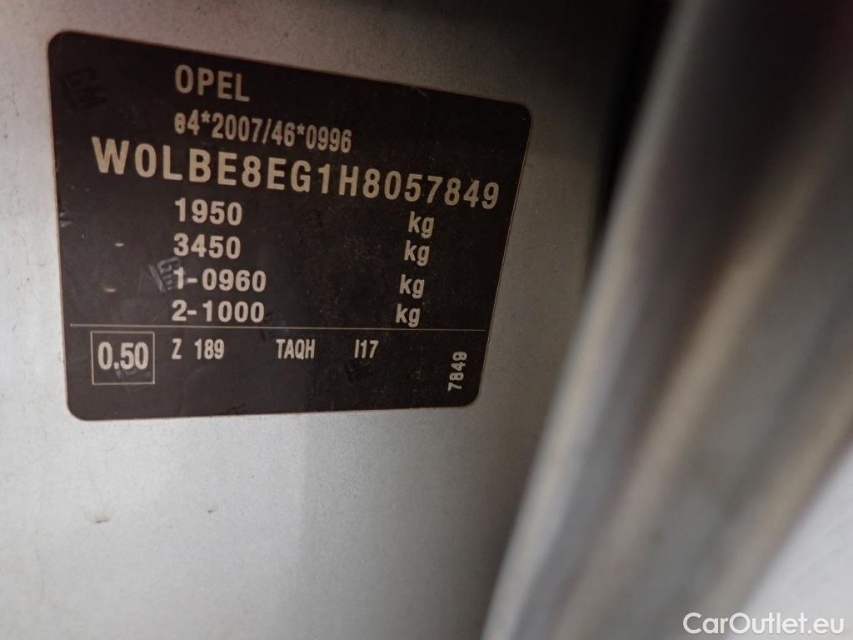 OPEL
e4*2007/46*0996
W0LBE8EG1H8057849
1950 kg
3450 kg
1-0960 kg
2-1000 kg
0.50 Z 189 TAQH I17
7849
CarOutlet.eu